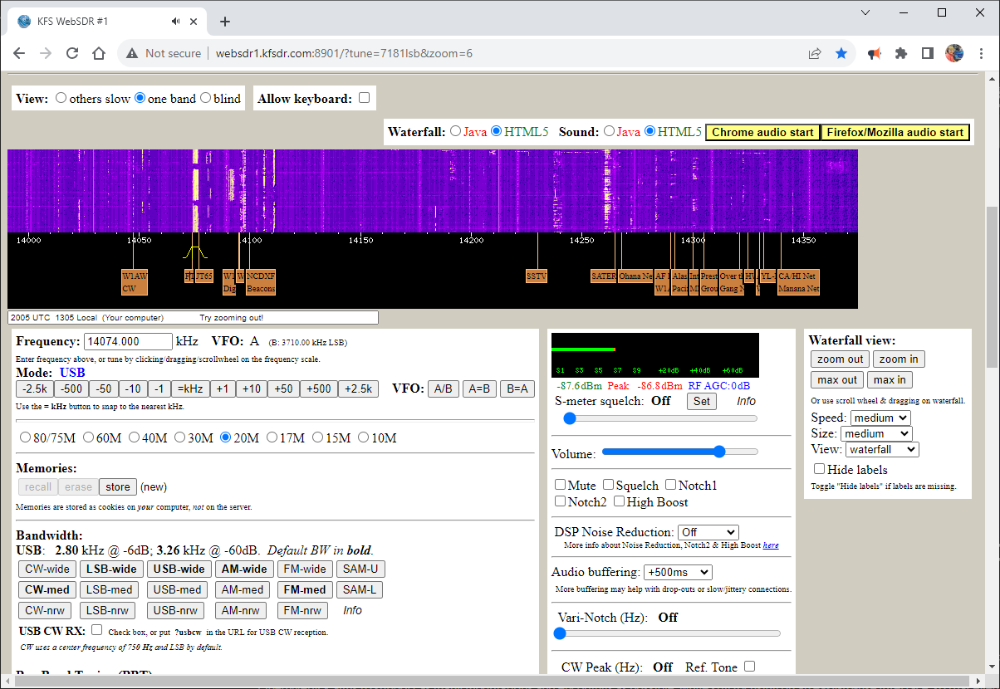 KFS WebSDR #1
Not secure
websdr1.kfsdr.com:8901/?tune=7181lsb&zoom=6
View: others slow one band blind
Allow keyboard:
Waterfall: Java HTML5 Sound: Java HTML5 Chrome audio start Firefox/Mozilla audio start
14000 14050 14100 14150 14200 14250 14300 14350
W1AW JT65 NCDXF SSTV SATER Ohana Ne AF Alas Int Prest Over th HV YL- CA/HI Net
CW Dig Beacons W1 Paci Grou Gang Manana Net
2005 UTC 1305 Local (Your computer) Try zooming out!
Frequency: 14074.000 kHz VFO: A (B: 3710.00 kHz LSB)
Enter frequency above, or tune by clicking/dragging/scrollwheel on the frequency scale.
Mode: USB
-2.5k -500 -50 -10 -1 =kHz +1 +10 +50 +500 +2.5k VFO: A/B A=B B=A
Use the = kHz button to snap to the nearest kHz.
80/75M 60M 40M 30M 20M 17M 15M 10M
Memories:
recall erase store (new)
Memories are stored as cookies on your computer, not on the server.
Bandwidth:
USB: 2.80 kHz @ -6dB; 3.26 kHz @ -60dB. Default BW in bold.
CW-wide LSB-wide USB-wide AM-wide FM-wide SAM-U
CW-med LSB-med USB-med AM-med FM-med SAM-L
CW-nrw LSB-nrw USB-nrw AM-nrw FM-nrw Info
USB CW RX: Check box, or put ?usbcw in the URL for USB CW reception.
CW uses a center frequency of 750 Hz and LSB by default.
S1 S3 S5 S7 S9 +20dB +40dB +60dB
-87.6dBm Peak -86.8dBm RF AGC:0dB
S-meter squelch: Off Set Info
Volume:
Mute Squelch Notch1
Notch2 High Boost
DSP Noise Reduction: Off
More info about Noise Reduction, Notch2 & High Boost here
Audio buffering: +500ms
More buffering may help with drop-outs or slow/jittery connections.
Vari-Notch (Hz): Off
CW Peak (Hz): Off Ref. Tone
Waterfall view:
zoom out zoom in
max out max in
Or use scroll wheel & dragging on waterfall.
Speed: medium
Size: medium
View: waterfall
Hide labels
Toggle "Hide labels" if labels are missing.